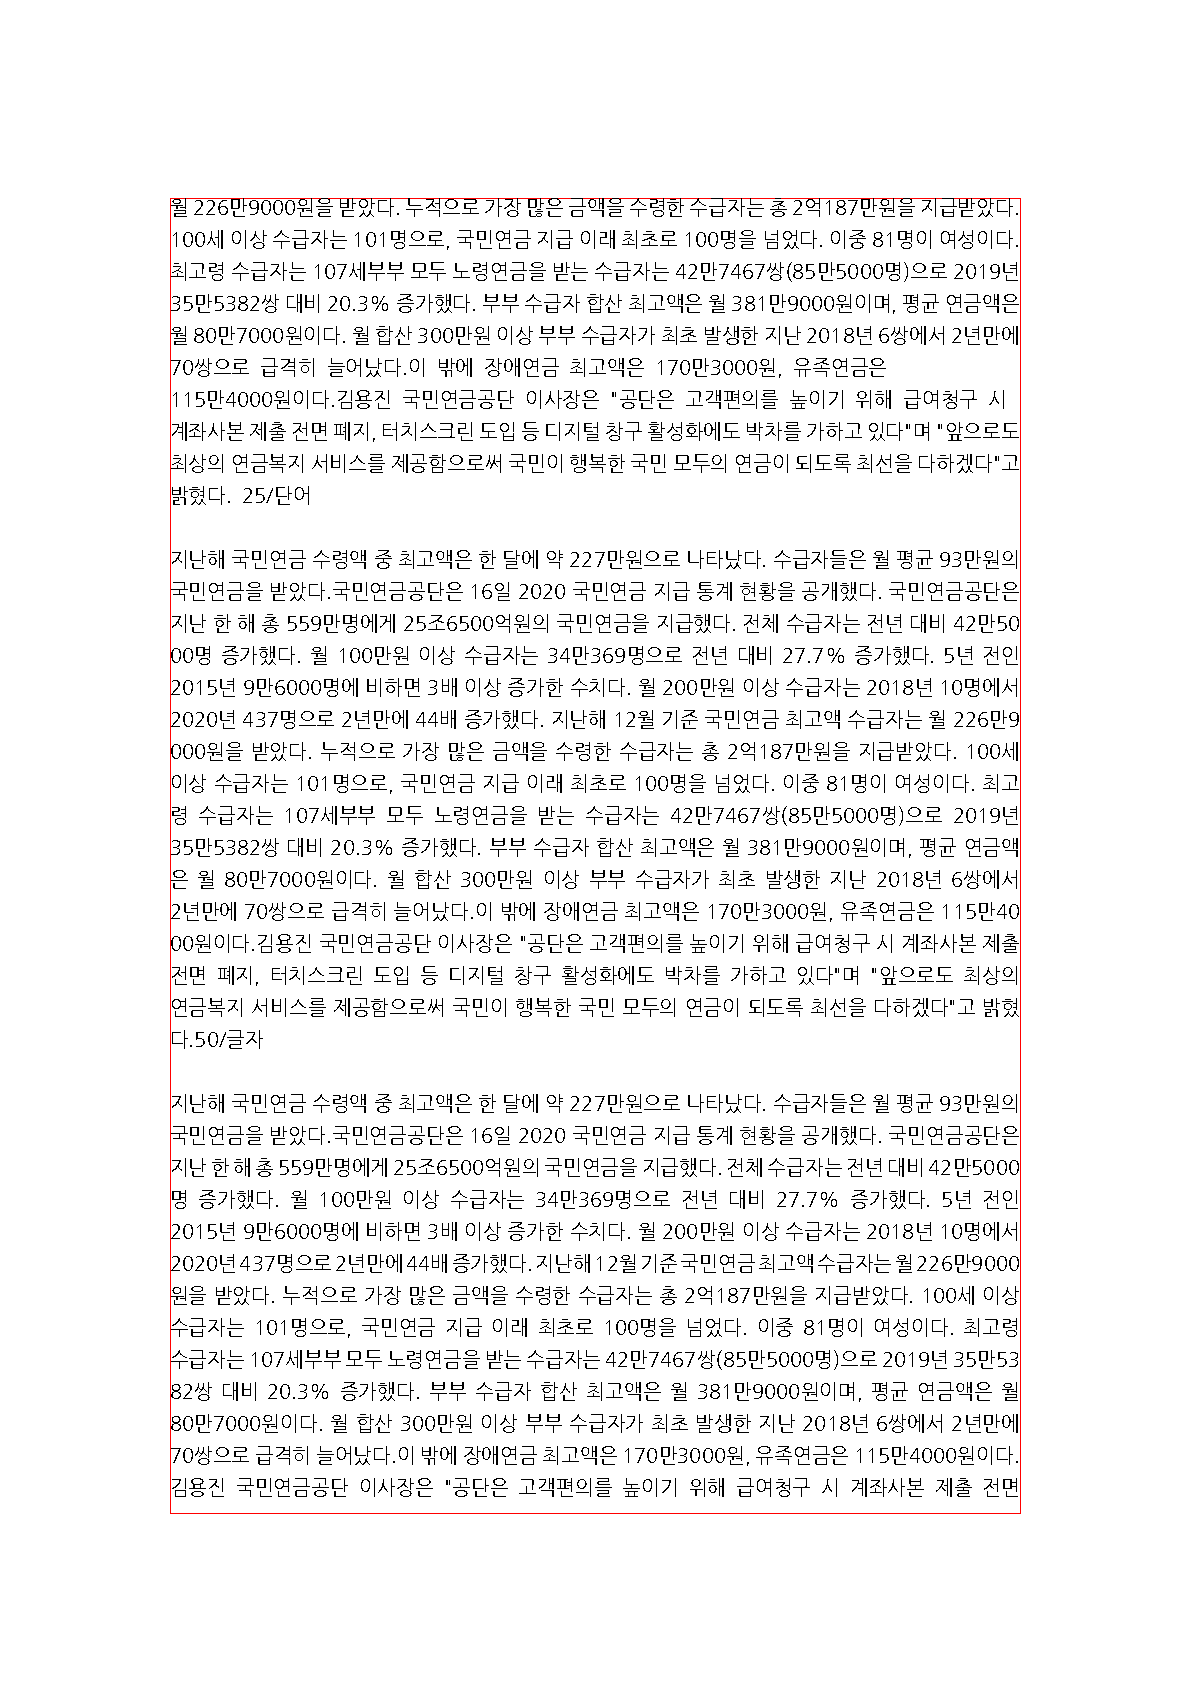 월 226만9000원을 받았다. 누적으로 가장 많은 금액을 수령한 수급자는 총 2억187만원을 지급받았다.
100세 이상 수급자는 101명으로, 국민연금 지급 이래 최초로 100명을 넘었다. 이중 81명이 여성이다.
최고령 수급자는 107세부부 모두 노령연금을 받는 수급자는 42만7467쌍(85만5000명)으로 2019년
35만5382쌍 대비 20.3% 증가했다. 부부 수급자 합산 최고액은 월 381만9000원이며, 평균 연금액은
월 80만7000원이다. 월 합산 300만원 이상 부부 수급자가 최초 발생한 지난 2018년 6쌍에서 2년만에
70쌍으로 급격히 늘어났다.이 밖에 장애연금 최고액은 170만3000원, 유족연금은
115만4000원이다.김용진 국민연금공단 이사장은 "공단은 고객편의를 높이기 위해 급여청구 시
계좌사본 제출 전면 폐지, 터치스크린 도입 등 디지털 창구 활성화에도 박차를 가하고 있다"며 "앞으로도
최상의 연금복지 서비스를 제공함으로써 국민이 행복한 국민 모두의 연금이 되도록 최선을 다하겠다"고
밝혔다. 25/단어
지난해 국민연금 수령액 중 최고액은 한 달에 약 227만원으로 나타났다. 수급자들은 월 평균 93만원의
국민연금을 받았다.국민연금공단은 16일 2020 국민연금 지급 통계 현황을 공개했다. 국민연금공단은
지난 한 해 총 559만명에게 25조6500억원의 국민연금을 지급했다. 전체 수급자는 전년 대비 42만50
00명 증가했다. 월 100만원 이상 수급자는 34만369명으로 전년 대비 27.7% 증가했다. 5년 전인
2015년 9만6000명에 비하면 3배 이상 증가한 수치다. 월 200만원 이상 수급자는 2018년 10명에서
2020년 437명으로 2년만에 44배 증가했다. 지난해 12월 기준 국민연금 최고액 수급자는 월 226만9
000원을 받았다. 누적으로 가장 많은 금액을 수령한 수급자는 총 2억187만원을 지급받았다. 100세
이상 수급자는 101명으로, 국민연금 지급 이래 최초로 100명을 넘었다. 이중 81명이 여성이다. 최고
령 수급자는 107세부부 모두 노령연금을 받는 수급자는 42만7467쌍(85만5000명)으로 2019년
35만5382쌍 대비 20.3% 증가했다. 부부 수급자 합산 최고액은 월 381만9000원이며, 평균 연금액
은 월 80만7000원이다. 월 합산 300만원 이상 부부 수급자가 최초 발생한 지난 2018년 6쌍에서
2년만에 70쌍으로 급격히 늘어났다.이 밖에 장애연금 최고액은 170만3000원, 유족연금은 115만40
00원이다.김용진 국민연금공단 이사장은 "공단은 고객편의를 높이기 위해 급여청구 시 계좌사본 제출
전면 폐지, 터치스크린 도입 등 디지털 창구 활성화에도 박차를 가하고 있다"며 "앞으로도 최상의
연금복지 서비스를 제공함으로써 국민이 행복한 국민 모두의 연금이 되도록 최선을 다하겠다"고 밝혔
다.50/글자
지난해 국민연금 수령액 중 최고액은 한 달에 약 227만원으로 나타났다. 수급자들은 월 평균 93만원의
국민연금을 받았다.국민연금공단은 16일 2020 국민연금 지급 통계 현황을 공개했다. 국민연금공단은
지난 한 해 총 559만명에게 25조6500억원의 국민연금을 지급했다. 전체 수급자는 전년 대비 42만5000
명 증가했다. 월 100만원 이상 수급자는 34만369명으로 전년 대비 27.7% 증가했다. 5년 전인
2015년 9만6000명에 비하면 3배 이상 증가한 수치다. 월 200만원 이상 수급자는 2018년 10명에서
2020년 437명으로 2년만에 44배 증가했다. 지난해 12월 기준 국민연금 최고액 수급자는 월 226만9000
원을 받았다. 누적으로 가장 많은 금액을 수령한 수급자는 총 2억187만원을 지급받았다. 100세 이상
수급자는 101명으로, 국민연금 지급 이래 최초로 100명을 넘었다. 이중 81명이 여성이다. 최고령
수급자는 107세부부 모두 노령연금을 받는 수급자는 42만7467쌍(85만5000명)으로 2019년 35만53
82쌍 대비 20.3% 증가했다. 부부 수급자 합산 최고액은 월 381만9000원이며, 평균 연금액은 월
80만7000원이다. 월 합산 300만원 이상 부부 수급자가 최초 발생한 지난 2018년 6쌍에서 2년만에
70쌍으로 급격히 늘어났다.이 밖에 장애연금 최고액은 170만3000원, 유족연금은 115만4000원이다.
김용진 국민연금공단 이사장은 "공단은 고객편의를 높이기 위해 급여청구 시 계좌사본 제출 전면